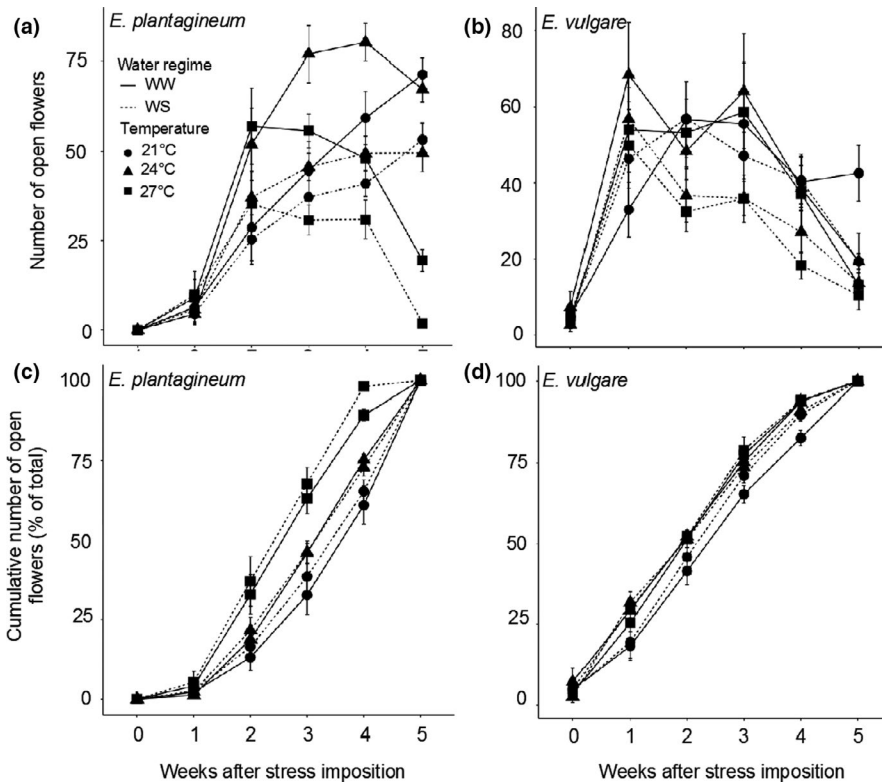 (a)
E. plantagineum
Water regime
WW
WS
Temperature
21°C
24°C
27°C
Number of open flowers
75
50
25
0
(b)
E. vulgare
80
60
40
20
0
(c)
E. plantagineum
Cumulative number of open
flowers (% of total)
100
75
50
25
0
0 1 2 3 4 5
Weeks after stress imposition
(d)
E. vulgare
100
75
50
25
0
0 1 2 3 4 5
Weeks after stress imposition